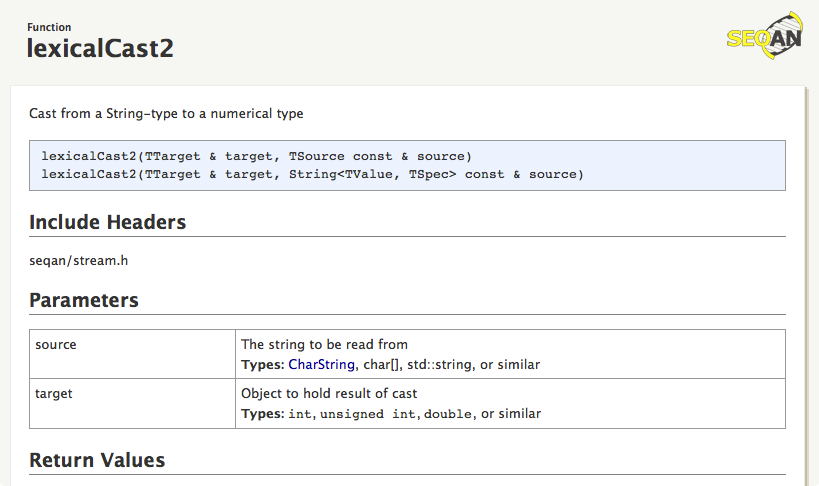 Function
lexicalCast2
SEQAN
Cast from a String-type to a numerical type
lexicalCast2(TTarget & target, TSource const & source)
lexicalCast2(TTarget & target, String<TValue, TSpec> const & source)
Include Headers
seqan/stream.h
Parameters
source
The string to be read from
Types: CharString, char[], std::string, or similar
target
Object to hold result of cast
Types: int, unsigned int, double, or similar
Return Values